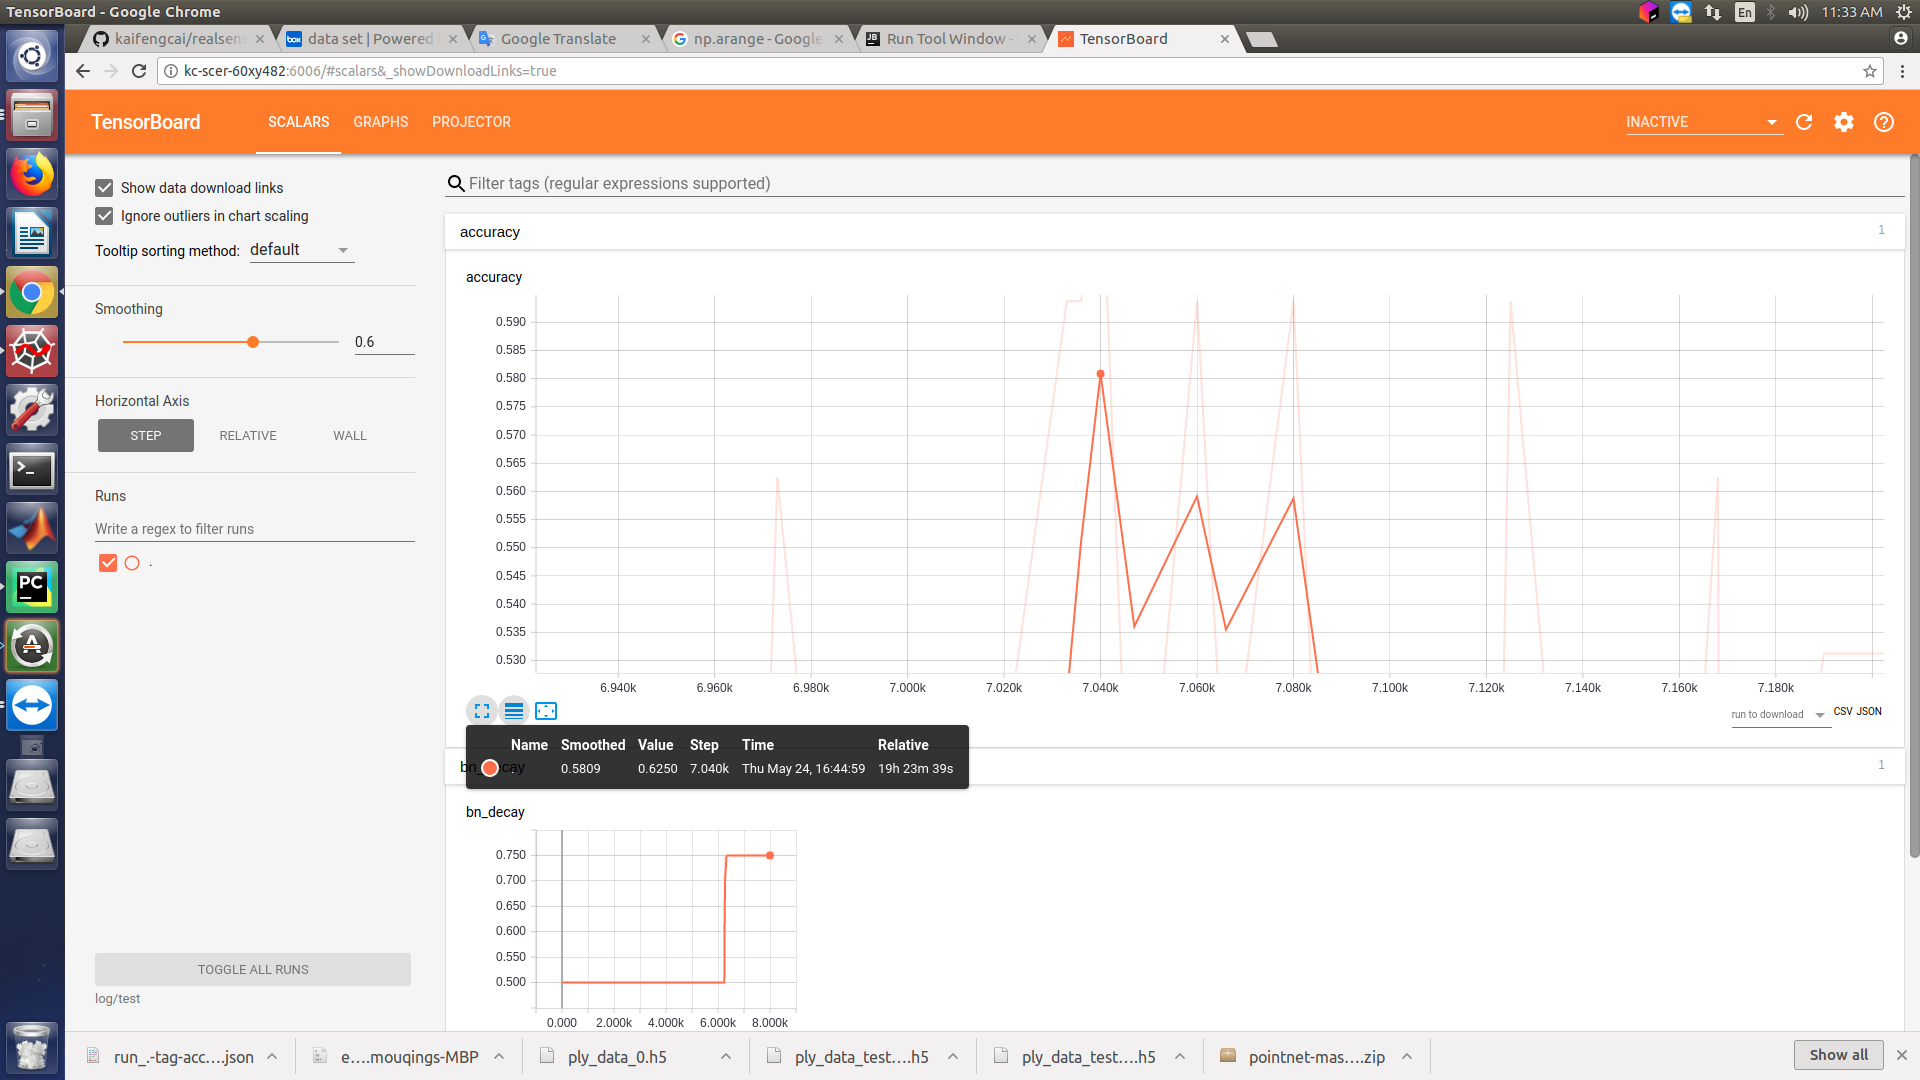 TensorBoard - Google Chrome
En
11:33 AM
kaifengcai/realsen
data set | Powered
Google Translate
np.arange - Google
Run Tool Window -
TensorBoard
kc-scer-60xy482:6006/#scalars&_showDownloadLinks=true
TensorBoard
SCALARS
GRAPHS
PROJECTOR
INACTIVE
Show data download links
Ignore outliers in chart scaling
Tooltip sorting method: default
Smoothing
0.6
Horizontal Axis
STEP
RELATIVE
WALL
Runs
Write a regex to filter runs
.
TOGGLE ALL RUNS
log/test
Filter tags (regular expressions supported)
accuracy
1
accuracy
0.590
0.585
0.580
0.575
0.570
0.565
0.560
0.555
0.550
0.545
0.540
0.535
0.530
6.940k 6.960k 6.980k 7.000k 7.020k 7.040k 7.060k 7.080k 7.100k 7.120k 7.140k 7.160k 7.180k
run to download
CSV JSON
Name Smoothed Value Step Time Relative
. 0.5809 0.6250 7.040k Thu May 24, 16:44:59 19h 23m 39s
bn_decay
1
bn_decay
0.750
0.700
0.650
0.600
0.550
0.500
0.000 2.000k 4.000k 6.000k 8.000k
run_.-tag-acc....json
e....mouqings-MBP
ply_data_0.h5
ply_data_test....h5
ply_data_test....h5
pointnet-mas....zip
Show all
box
JB
PC
A